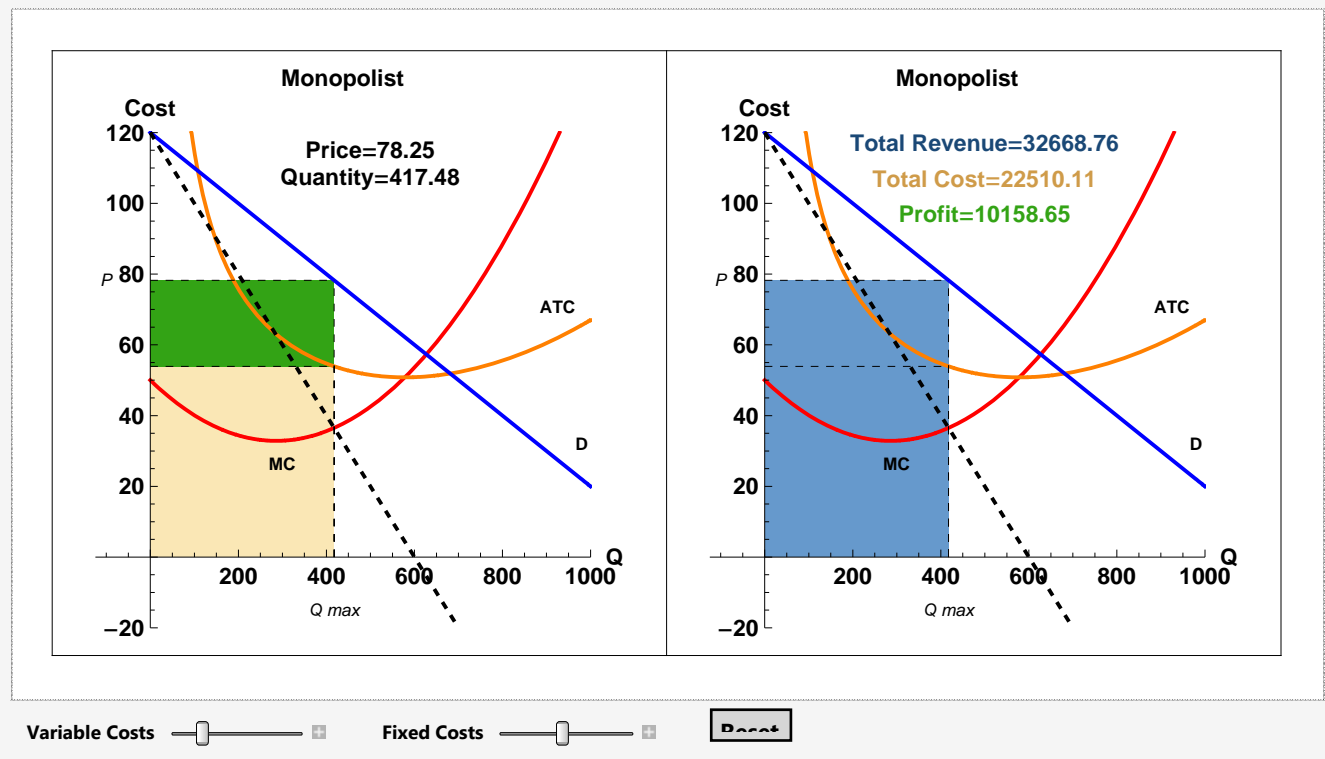 Monopolist
Cost
120
100
80
60
40
20
−20
P
Price=78.25
Quantity=417.48
ATC
D
MC
Q
200 400 600 800 1000
Q max
Monopolist
Cost
120
100
80
60
40
20
−20
P
Total Revenue=32668.76
Total Cost=22510.11
Profit=10158.65
ATC
D
MC
Q
200 400 600 800 1000
Q max
Variable Costs
Fixed Costs
Reset